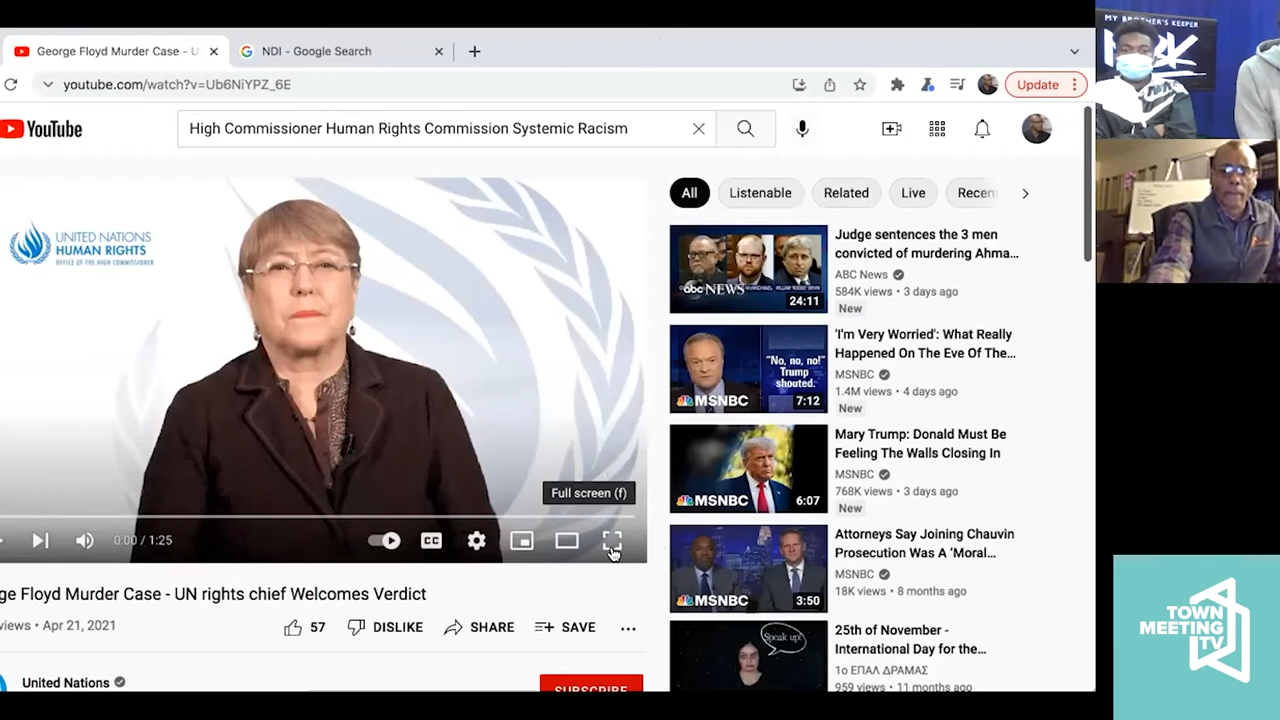 George Floyd Murder Case - U
NDI - Google Search
youtube.com/watch?v=Ub6NiYPZ_6E
Update
YouTube
High Commissioner Human Rights Commission Systemic Racism
UNITED NATIONS
HUMAN RIGHTS
OFFICE OF THE HIGH COMMISSIONER
Full screen (f)
0:00 / 1:25
CC
ge Floyd Murder Case - UN rights chief Welcomes Verdict
iews • Apr 21, 2021
57
DISLIKE
SHARE
SAVE
United Nations
SUBSCRIBE
All
Listenable
Related
Live
Recen
abc NEWS
24:11
Judge sentences the 3 men
convicted of murdering Ahma...
ABC News
584K views • 3 days ago
New
"No, no, no!"
Trump
shouted.
MSNBC
7:12
'I'm Very Worried': What Really
Happened On The Eve Of The...
MSNBC
1.4M views • 4 days ago
New
MSNBC
6:07
Mary Trump: Donald Must Be
Feeling The Walls Closing In
MSNBC
768K views • 3 days ago
New
MSNBC
3:50
Attorneys Say Joining Chauvin
Prosecution Was A ‘Moral...
MSNBC
18K views • 8 months ago
Speak up!
25th of November -
International Day for the...
1ο ΕΠΑΛ ΔΡΑΜΑΣ
959 views • 11 months ago
MY BROTHER'S KEEPER
TOWN
MEETING
TV